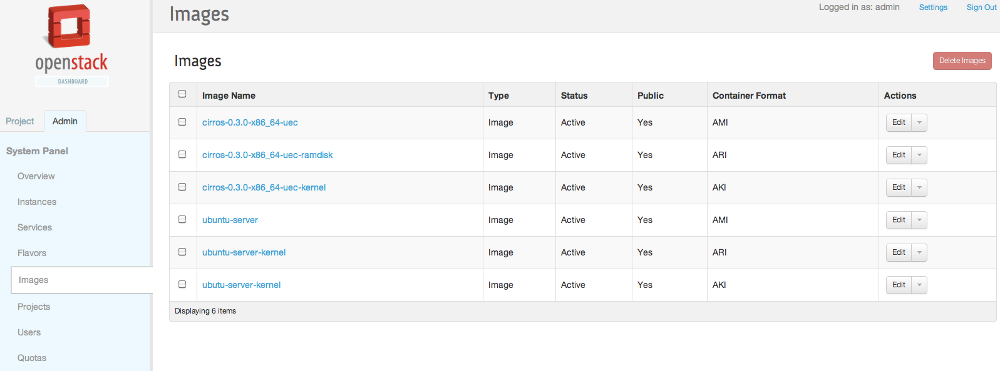 openstack
DASHBOARD
Project Admin
System Panel
Overview
Instances
Services
Flavors
Images
Projects
Users
Quotas
Images
Logged in as: admin Settings Sign Out
Images
Delete Images
Image Name Type Status Public Container Format Actions
cirros-0.3.0-x86_64-uec Image Active Yes AMI Edit
cirros-0.3.0-x86_64-uec-ramdisk Image Active Yes ARI Edit
cirros-0.3.0-x86_64-uec-kernel Image Active Yes AKI Edit
ubuntu-server Image Active Yes AMI Edit
ubuntu-server-kernel Image Active Yes ARI Edit
ubutu-server-kernel Image Active Yes AKI Edit
Displaying 6 items